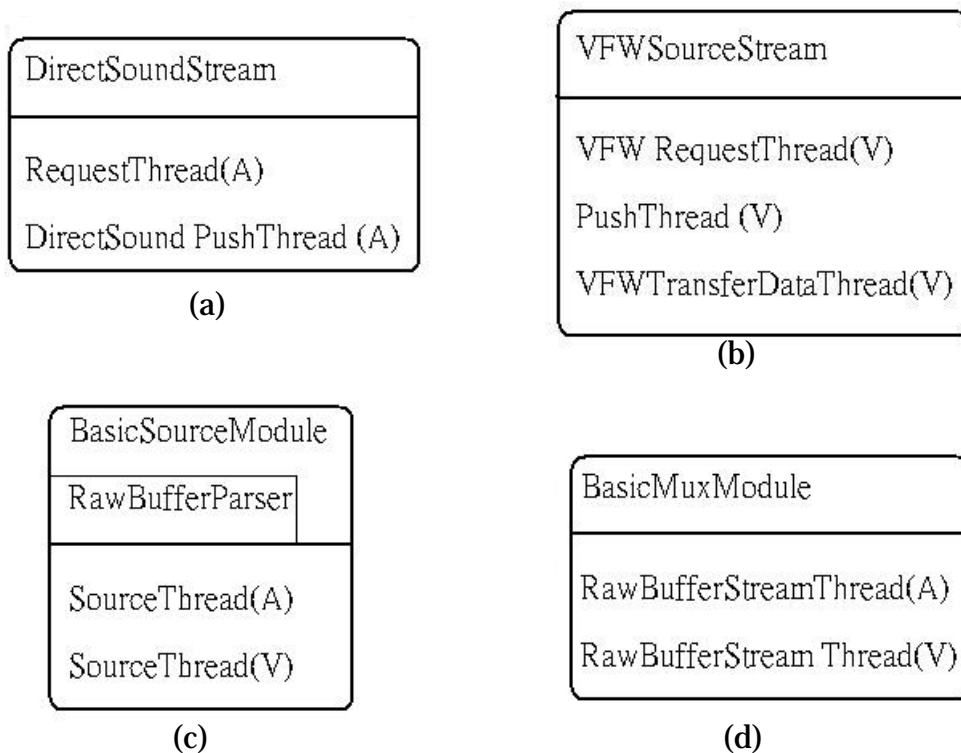 DirectSoundStream
RequestThread(A)
DirectSound PushThread (A)
(a)
VFWSourceStream
VFW RequestThread(V)
PushThread (V)
VFWTransferDataThread(V)
(b)
BasicSourceModule
RawBufferParser
SourceThread(A)
SourceThread(V)
(c)
BasicMuxModule
RawBufferStreamThread(A)
RawBufferStream Thread(V)
(d)